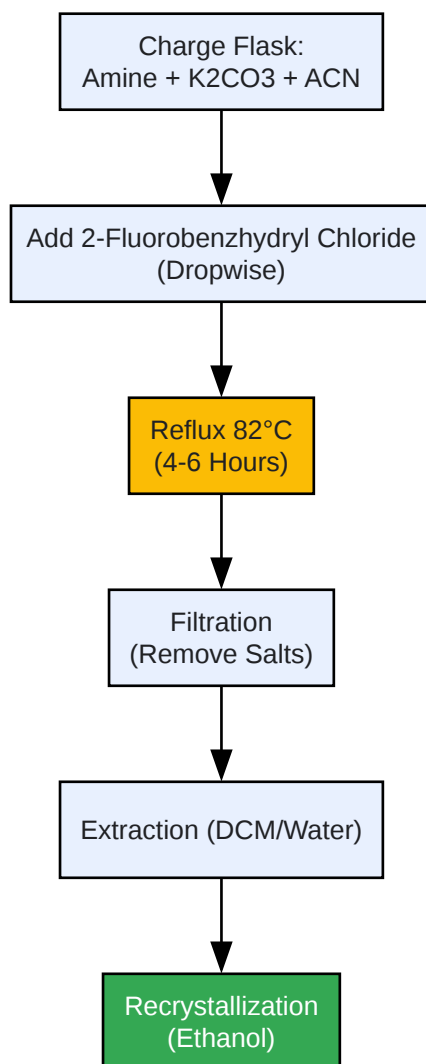 Charge Flask:
Amine + K2CO3 + ACN
Add 2-Fluorobenzhydryl Chloride
(Dropwise)
Reflux 82°C
(4-6 Hours)
Filtration
(Remove Salts)
Extraction (DCM/Water)
Recrystallization
(Ethanol)